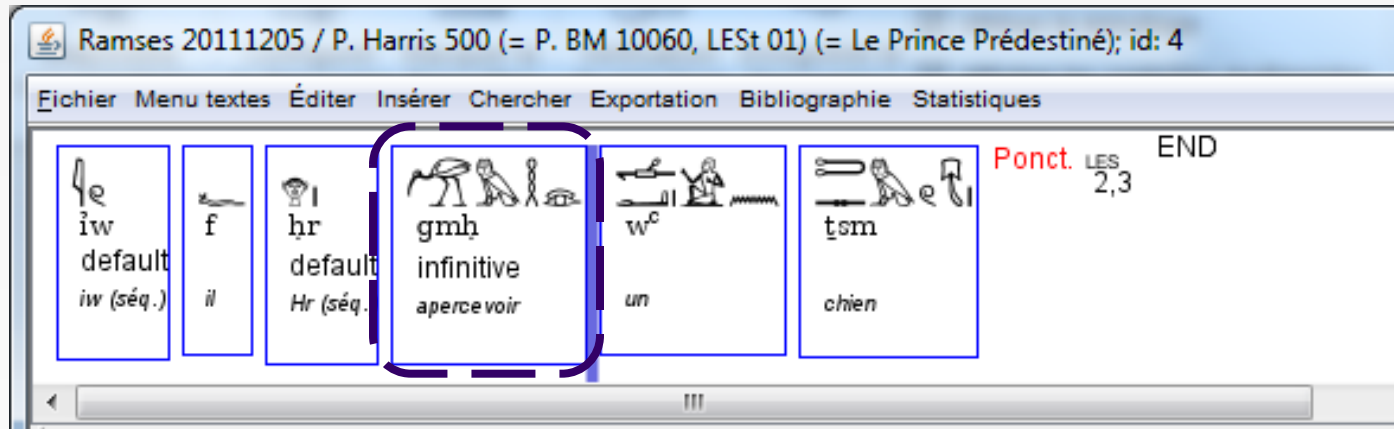 Ramses 20111205 / P. Harris 500 (= P. BM 10060, LESt 01) (= Le Prince Prédestiné); id: 4
Fichier Menu textes Éditer Insérer Chercher Exportation Bibliographie Statistiques
Ponct. LES 2,3 END
ỉw f ḥr gmḥ wꜥ ṯsm
default default infinitive
iw (séq.) il Hr (séq. apercevoir un chien